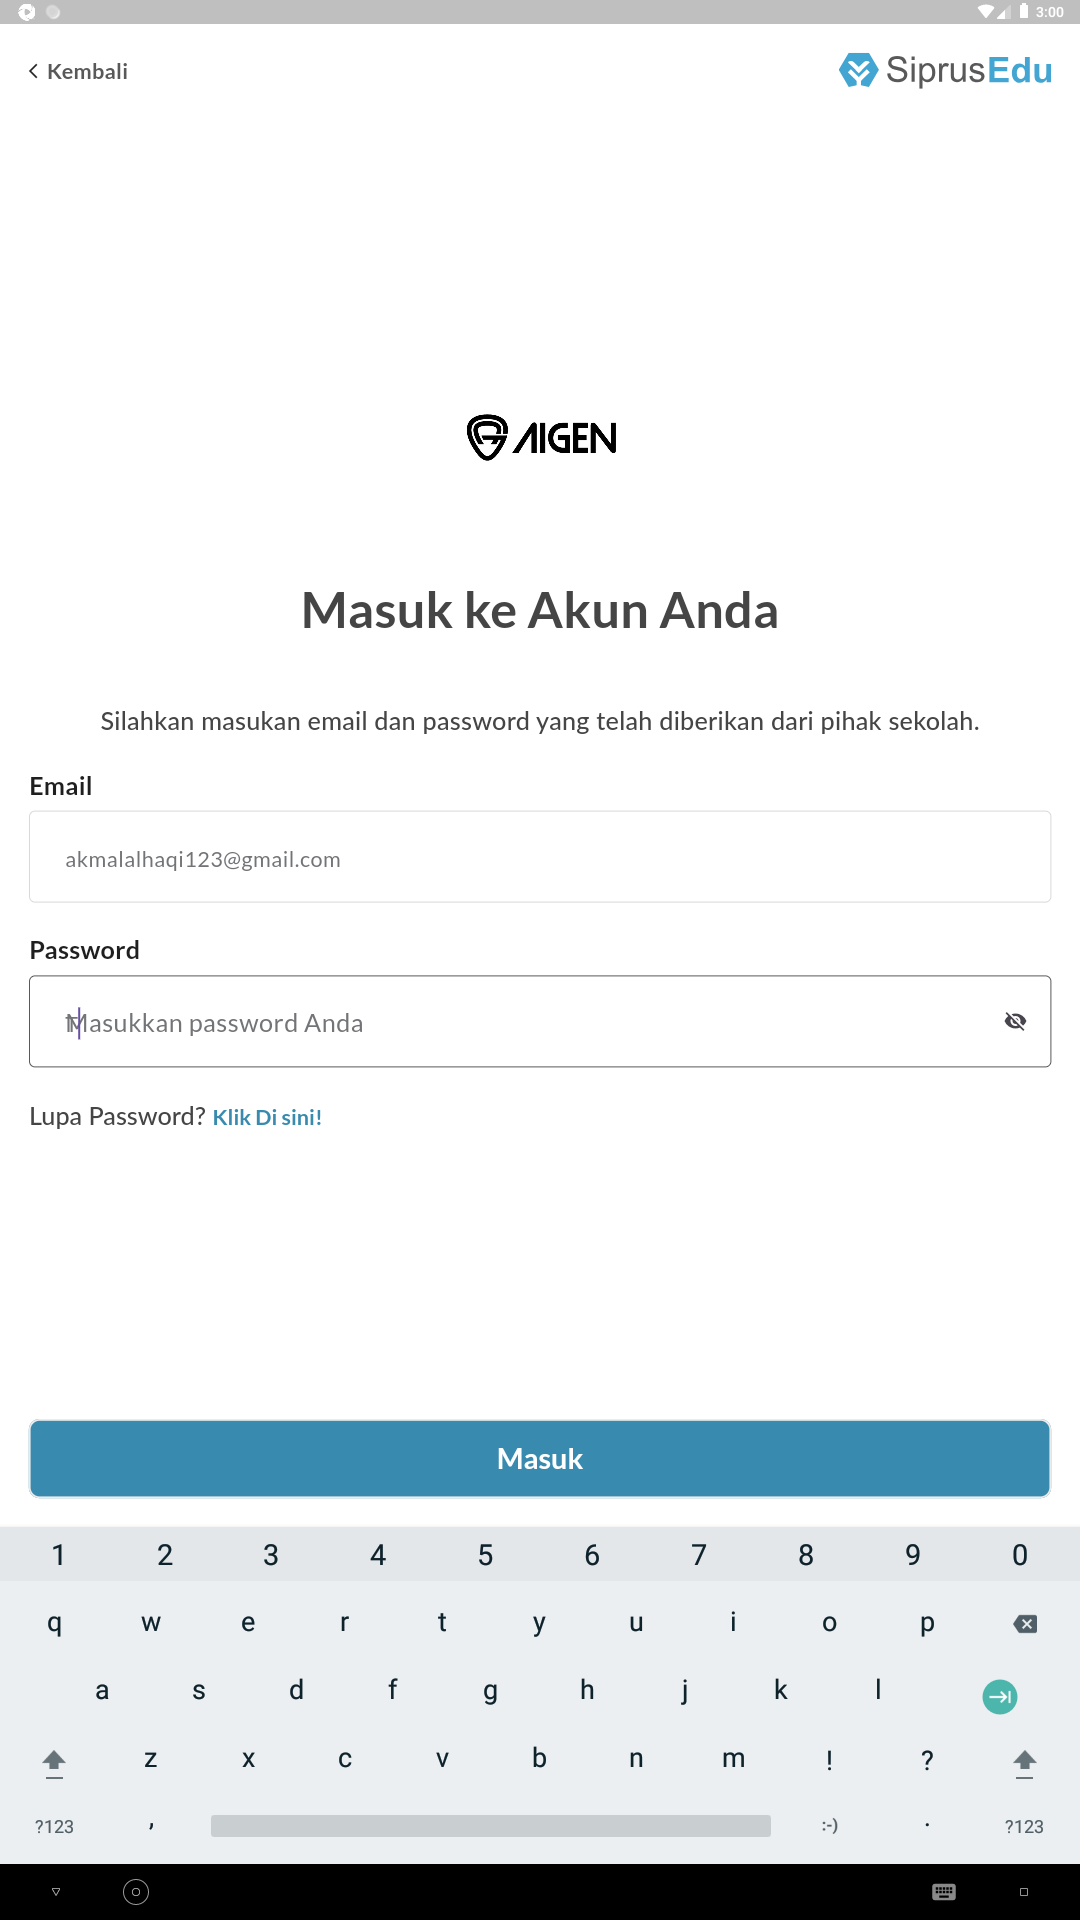 3:00
Kembali
SiprusEdu
AIGEN
Masuk ke Akun Anda
Silahkan masukan email dan password yang telah diberikan dari pihak sekolah.
Email
akmalalhaqi123@gmail.com
Password
Masukkan password Anda
Lupa Password? Klik Di sini!
Masuk
1 2 3 4 5 6 7 8 9 0
q w e r t y u i o p
a s d f g h j k l
z x c v b n m ! ?
?123 , :-) . ?123